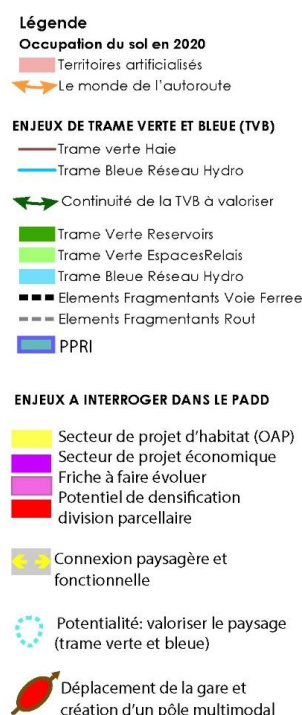 Légende
Occupation du sol en 2020
Territoires artificialisés
Le monde de l'autoroute
ENJEUX DE TRAME VERTE ET BLEUE (TVB)
Trame verte Haie
Trame Bleue Réseau Hydro
Continuité de la TVB à valoriser
Trame Verte Reservoirs
Trame Verte EspacesRelais
Trame Bleue Réseau Hydro
Elements Fragmentants Voie Ferree
Elements Fragmentants Rout
PPRI
ENJEUX A INTERROGER DANS LE PADD
Secteur de projet d'habitat (OAP)
Secteur de projet économique
Friche à faire évoluer
Potentiel de densification
division parcellaire
Connexion paysagère et
fonctionnelle
Potentialité: valoriser le paysage
(trame verte et bleue)
Déplacement de la gare et
création d'un pôle multimodal